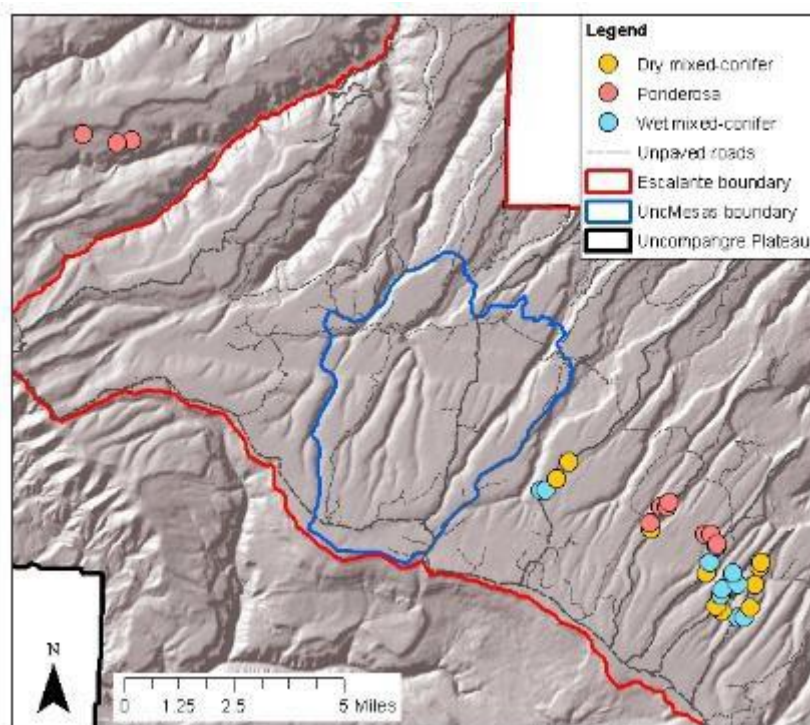 Legend
Dry mixed-conifer
Ponderosa
Wet mixed-conifer
Unpaved roads
Escalante boundary
UncMesas boundary
Uncompahgre Plateau
N
0 1.25 2.5 5 Miles